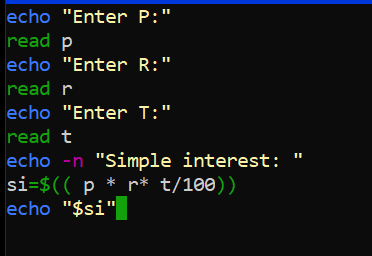 echo "Enter P:"
read p
echo "Enter R:"
read r
echo "Enter T:"
read t
echo -n "Simple interest: "
si=$(( p * r* t/100))
echo "$si"